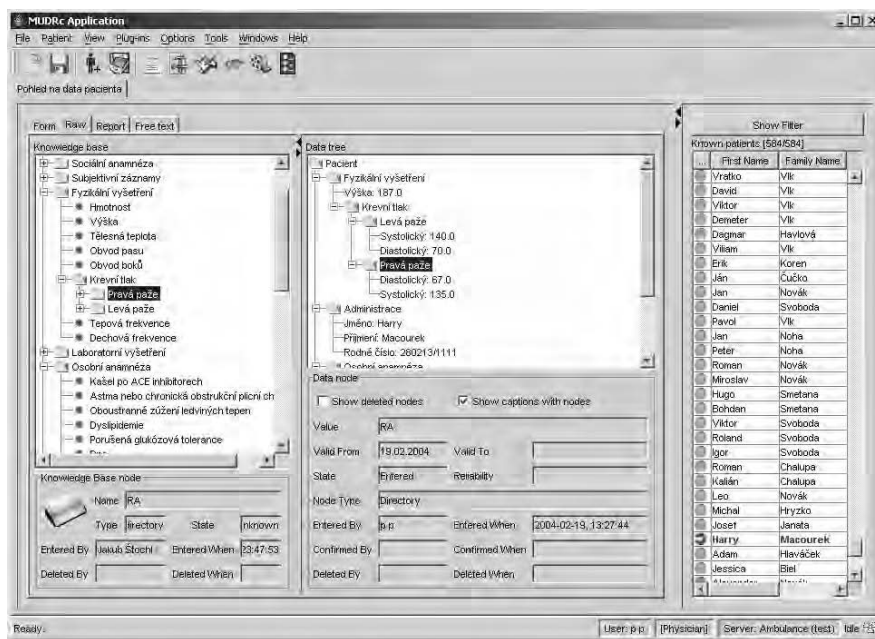 MUDRc Application
File Patient View Plug-ins Options Tools Windows Help
Pohled na data pacienta
Form Raw Report Free text
Knowledge base
Sociální anamnéza
Subjektivní záznamy
Fyzikální vyšetření
Hmotnost
Výška
Tělesná teplota
Obvod pasu
Obvod boků
Krevní tlak
Pravá paže
Levá paže
Tepová frekvence
Dechová frekvence
Laboratorní vyšetření
Osobní anamnéza
Kašel po ACE inhibitorech
Astma nebo chronická obstrukční plicní ch
Oboustranné zúžení ledviných tepen
Dyslipidemie
Porušená glukózová tolerance
Knowledge Base node
Name RA
Type irectory State nknown
Entered By Jakub Štochl Entered When 23:47:53
Deleted By Deleted When
Data tree
Pacient
Fyzikální vyšetření
Výška: 187.0
Krevní tlak
Levá paže
Systolický: 140.0
Diastolický: 70.0
Pravá paže
Diastolický: 67.0
Systolický: 135.0
Administrace
Jméno: Harry
Příjmení: Macourek
Rodné číslo: 260213/1111
Osobní anamnéza
Data node
Show deleted nodes Show captions with nodes
Value RA
Valid From 19.02.2004 Valid To
State Entered Reliability
Node Type Directory
Entered By p p Entered When 2004-02-19, 13:27:44
Confirmed By Confirmed When
Deleted By Deleted When
Show Filter
Known patients [584/584]
... First Name Family Name
Vratko Vlk
David Vlk
Viktor Vlk
Demeter Vlk
Dagmar Havlová
Viliam Vlk
Erik Koren
Ján Čučko
Jan Novák
Daniel Svoboda
Pavol Vlk
Jan Noha
Peter Noha
Roman Novák
Miroslav Novák
Hugo Smetana
Bohdan Smetana
Viktor Svoboda
Roland Svoboda
Igor Svoboda
Roman Chalupa
Kalián Chalupa
Leo Novák
Michal Hryzko
Josef Janata
Harry Macourek
Adam Hlaváček
Jessica Biel
Ready. User: p p [Physician] Server: Ambulance (test) Idle